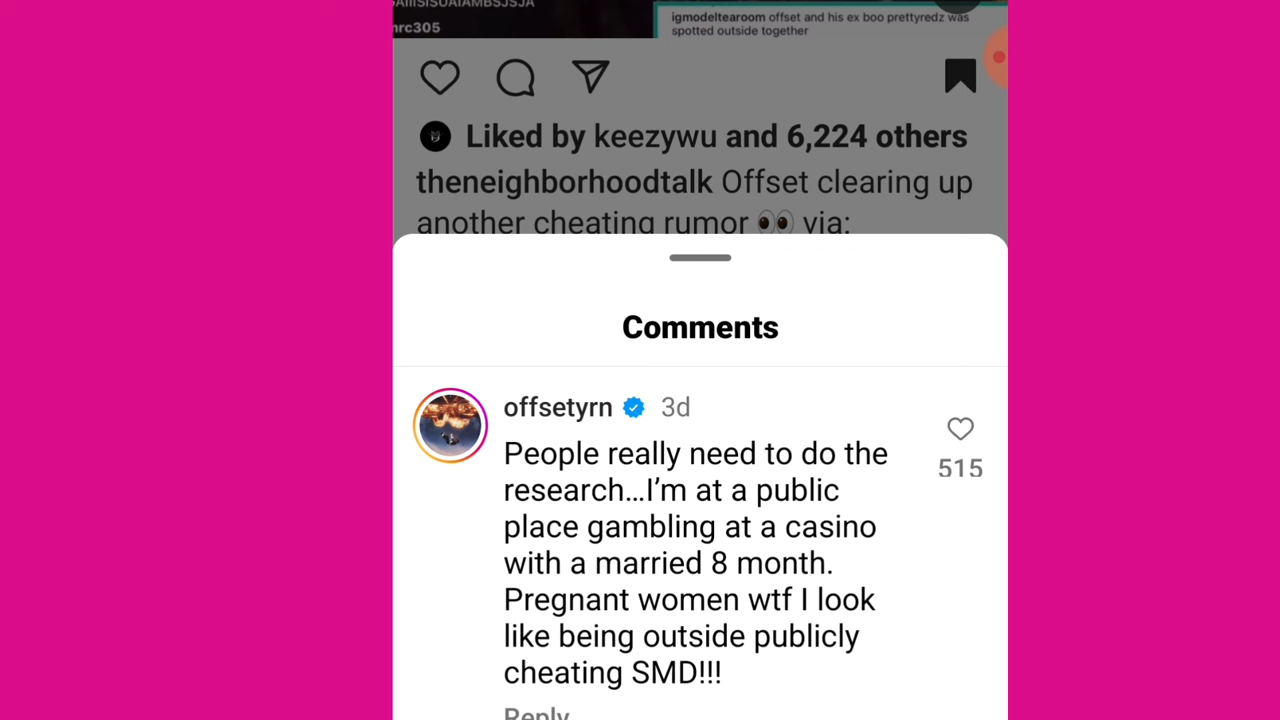 mrc305
igmodeltearoom offset and his ex boo prettyredz was
spotted outside together
Liked by keezywu and 6,224 others
theneighborhoodtalk Offset clearing up
another cheating rumor 👀 via:
Comments
offsetyrn 3d
People really need to do the
research...I'm at a public
place gambling at a casino
with a married 8 month.
Pregnant women wtf I look
like being outside publicly
cheating SMD!!!
515
Reply